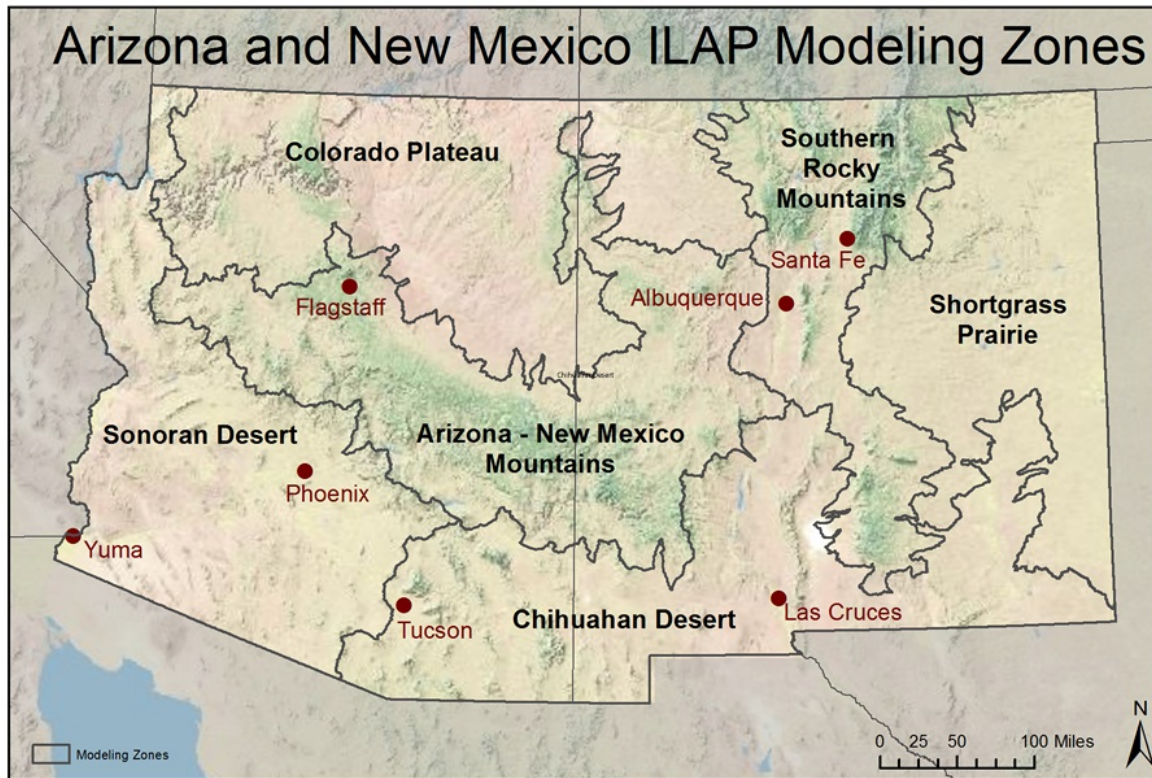 Arizona and New Mexico ILAP Modeling Zones
Colorado Plateau
Southern
Rocky
Mountains
Santa Fe
Flagstaff
Albuquerque
Shortgrass
Prairie
Chihuahan Desert
Sonoran Desert
Arizona - New Mexico
Mountains
Phoenix
Yuma
Tucson
Chihuahan Desert
Las Cruces
Modeling Zones
N
0 25 50 100 Miles